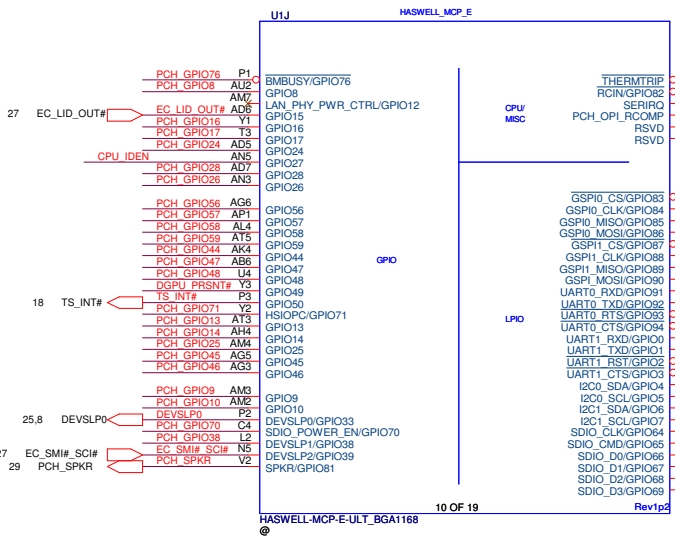 U1J HASWELL_MCP_E
PCH_GPIO76 P1 BMBUSY/GPIO76 THERMTRIP
PCH_GPIO8 AU2 GPIO8 RCIN/GPIO82
AM7 LAN_PHY_PWR_CTRL/GPIO12 CPU/ SERIRQ
27 EC_LID_OUT# EC_LID_OUT# AD6 GPIO15 MISC PCH_OPI_RCOMP
PCH_GPIO16 Y1 GPIO16 RSVD
PCH_GPIO17 T3 GPIO17 RSVD
PCH_GPIO24 AD5 GPIO24
CPU_IDEN AN5 GPIO27
PCH_GPIO28 AD7 GPIO28
PCH_GPIO26 AN3 GPIO26
GSPI0_CS/GPIO83
PCH_GPIO56 AG6 GPIO56 GSPI0_CLK/GPIO84
PCH_GPIO57 AP1 GPIO57 GSPI0_MISO/GPIO85
PCH_GPIO58 AL4 GPIO58 GSPI0_MOSI/GPIO86
PCH_GPIO59 AT5 GPIO59 GSPI1_CS/GPIO87
PCH_GPIO44 AK4 GPIO44 GPIO GSPI1_CLK/GPIO88
PCH_GPIO47 AB6 GPIO47 GSPI1_MISO/GPIO89
PCH_GPIO48 U4 GPIO48 GSPI_MOSI/GPIO90
DGPU_PRSNT# Y3 GPIO49 UART0_RXD/GPIO91
18 TS_INT# TS_INT# P3 GPIO50 UART0_TXD/GPIO92
PCH_GPIO71 Y2 HSIOPC/GPIO71 LPIO UART0_RTS/GPIO93
PCH_GPIO13 AT3 GPIO13 UART0_CTS/GPIO94
PCH_GPIO14 AH4 GPIO14 UART1_RXD/GPIO0
PCH_GPIO25 AM4 GPIO25 UART1_TXD/GPIO1
PCH_GPIO45 AG5 GPIO45 UART1_RST/GPIO2
PCH_GPIO46 AG3 GPIO46 UART1_CTS/GPIO3
I2C0_SDA/GPIO4
PCH_GPIO9 AM3 GPIO9 I2C0_SCL/GPIO5
PCH_GPIO10 AM2 GPIO10 I2C1_SDA/GPIO6
25,8 DEVSLP0 DEVSLP0 P2 DEVSLP0/GPIO33 I2C1_SCL/GPIO7
PCH_GPIO70 C4 SDIO_POWER_EN/GPIO70 SDIO_CLK/GPIO64
PCH_GPIO38 L2 DEVSLP1/GPIO38 SDIO_CMD/GPIO65
27 EC_SMI#_SCI# EC_SMI#_SCI# N5 DEVSLP2/GPIO39 SDIO_D0/GPIO66
29 PCH_SPKR PCH_SPKR V2 SPKR/GPIO81 SDIO_D1/GPIO67
SDIO_D2/GPIO68
SDIO_D3/GPIO69
10 OF 19 Rev1p2
HASWELL-MCP-E-ULT_BGA1168
@